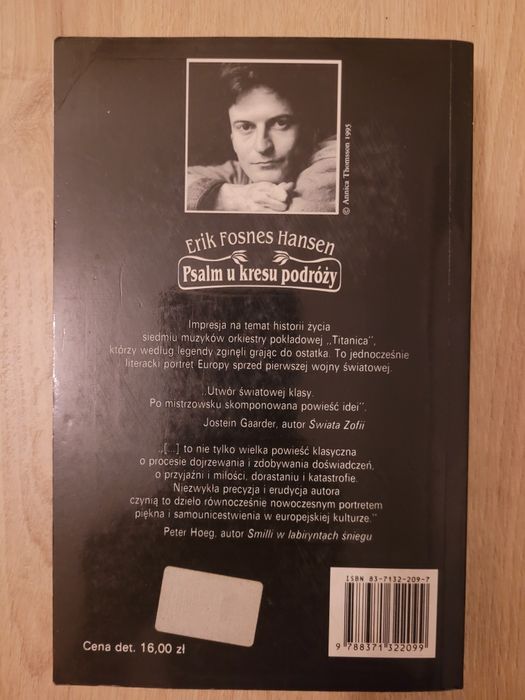 © Annica Thomsson 1995
Erik Fosnes Hansen
Psalm u kresu podróży
Impresja na temat historii życia
siedmiu muzyków orkiestry pokładowej „Titanica",
którzy według legendy zginęli grając do ostatka. To jednocześnie
literacki portret Europy sprzed pierwszej wojny światowej.
„Utwór światowej klasy.
Po mistrzowsku skomponowana powieść idei".
Jostein Gaarder, autor Świata Zofii
„[...] to nie tylko wielka powieść klasyczna
o procesie dojrzewania i zdobywania doświadczeń,
o przyjaźni i miłości, dorastaniu i katastrofie.
Niezwykła precyzja i erudycja autora
czynią to dzieło równocześnie nowoczesnym portretem
piękna i samounicestwienia w europejskiej kulturze."
Peter Høeg, autor Smilli w labiryntach śniegu
ISBN 83-7132-209-7
9 788371 322099
Cena det. 16,00 zł